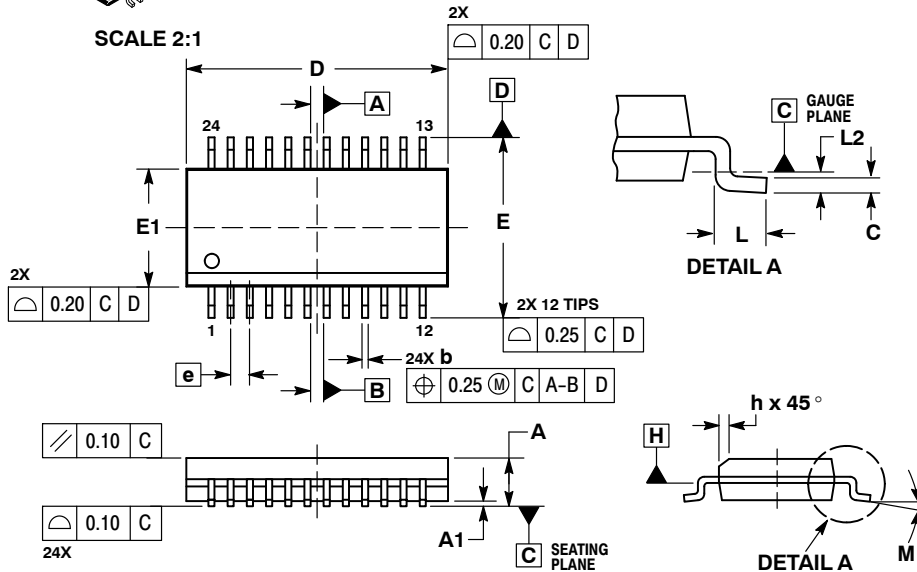 SCALE 2:1
2X
⌓ 0.20 C D
D
A
D
24
13
E1
E
2X
⌓ 0.20 C D
1
12
2X 12 TIPS
⌓ 0.25 C D
e
24X b
B
⌖ 0.25 Ⓜ C A-B D
C GAUGE
PLANE
L2
L
C
DETAIL A
// 0.10 C
A
⌓ 0.10 C
24X
A1
C SEATING
PLANE
h x 45°
H
M
DETAIL A